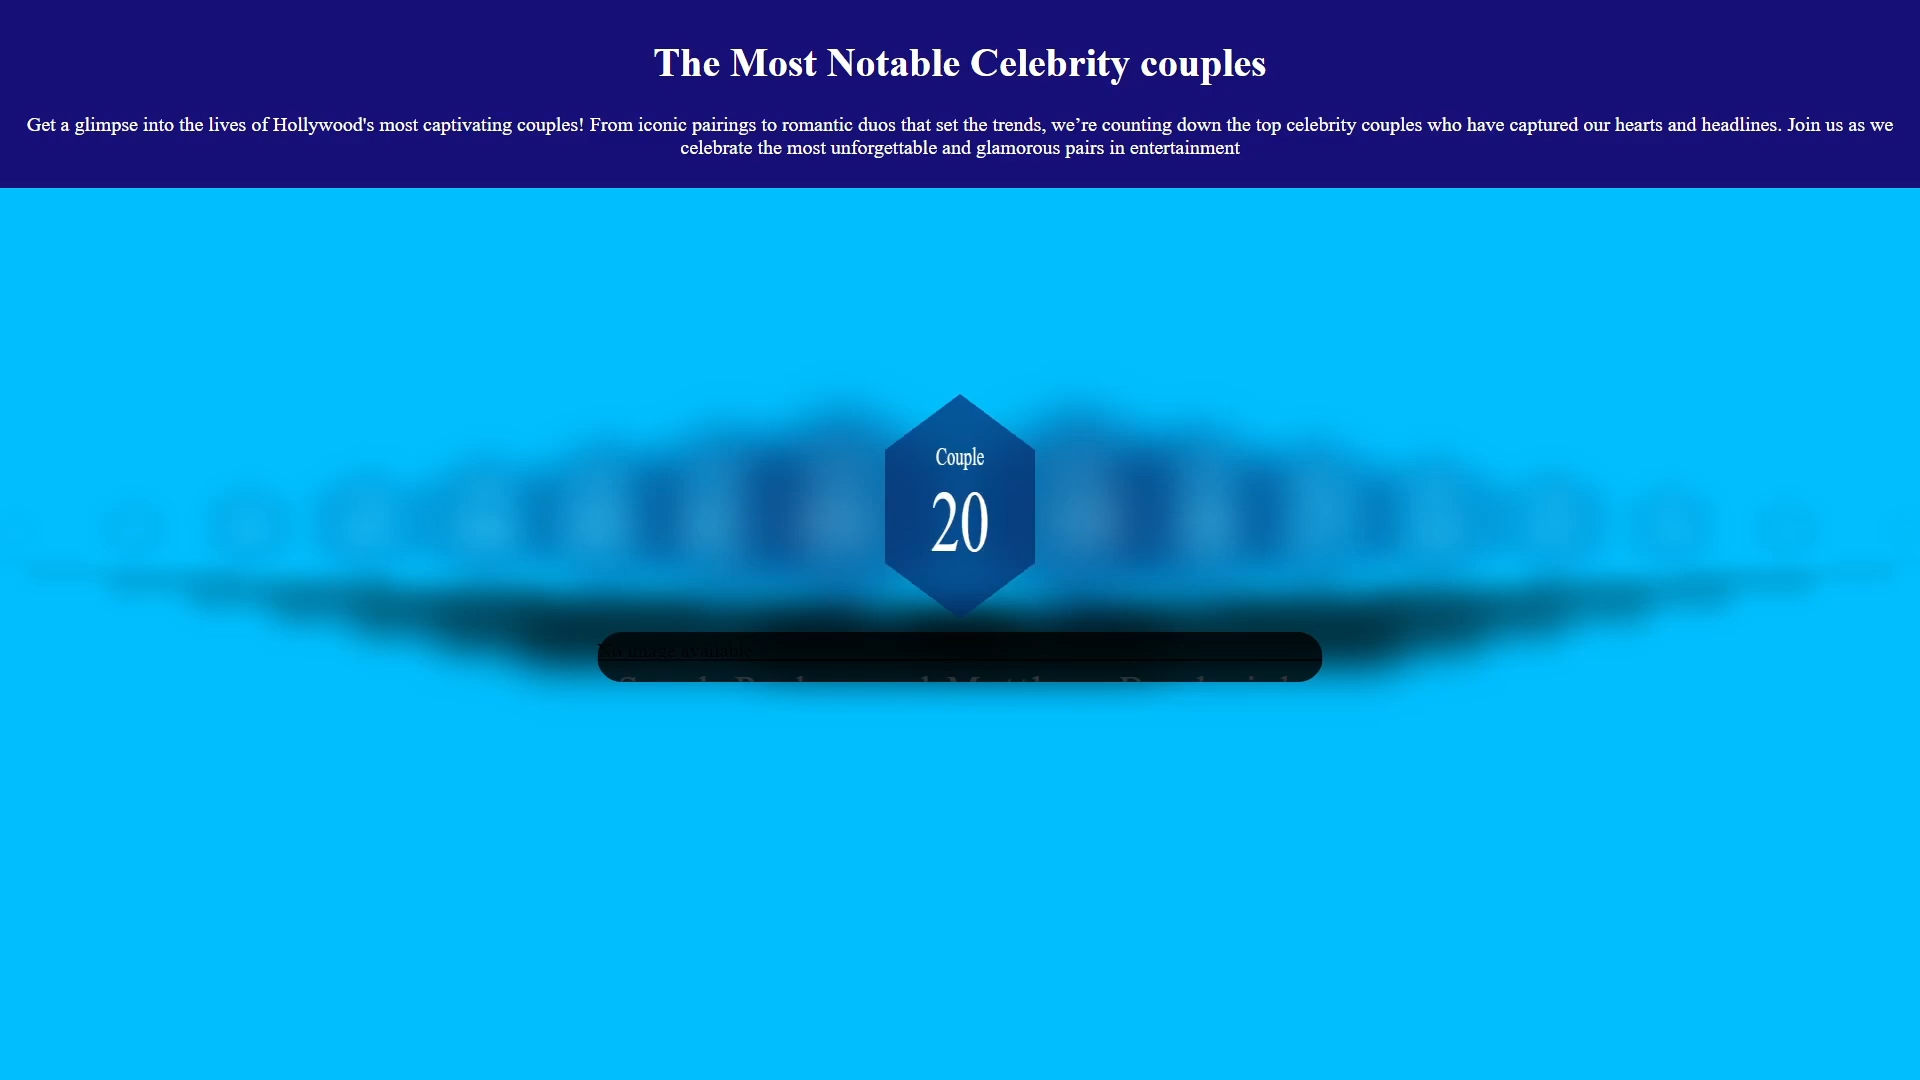 The Most Notable Celebrity couples
Get a glimpse into the lives of Hollywood's most captivating couples! From iconic pairings to romantic duos that set the trends, we’re counting down the top celebrity couples who have captured our hearts and headlines. Join us as we
celebrate the most unforgettable and glamorous pairs in entertainment
Couple
20
No image available